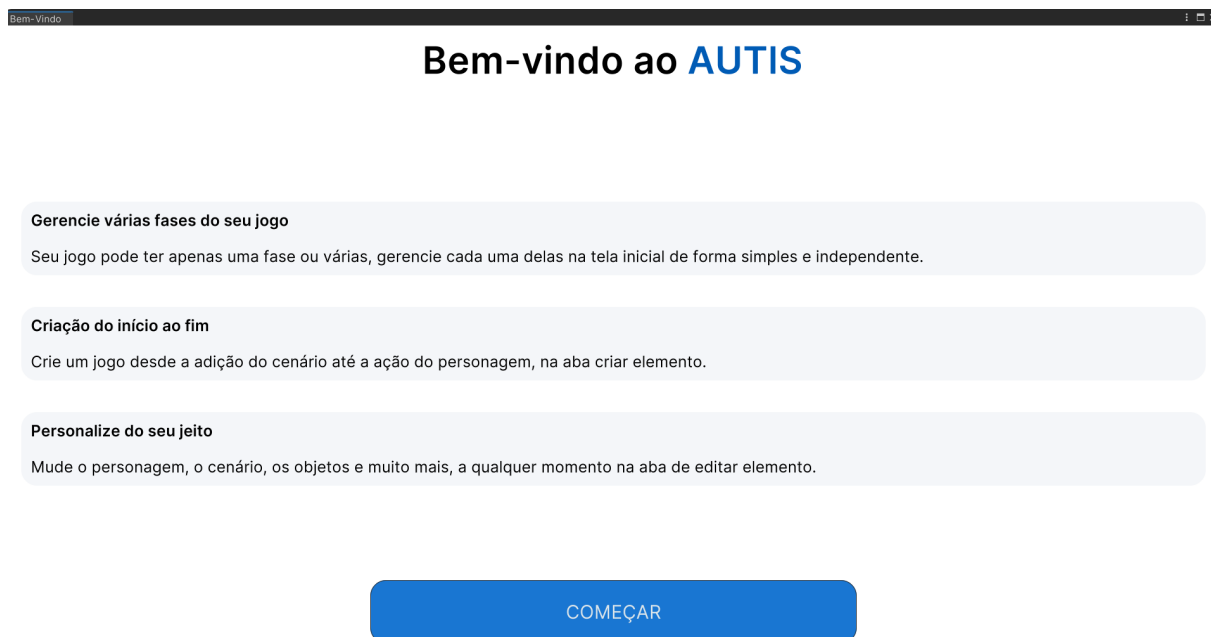 Bem-Vindo
Bem-vindo ao AUTIS
Gerencie várias fases do seu jogo
Seu jogo pode ter apenas uma fase ou várias, gerencie cada uma delas na tela inicial de forma simples e independente.
Criação do início ao fim
Crie um jogo desde a adição do cenário até a ação do personagem, na aba criar elemento.
Personalize do seu jeito
Mude o personagem, o cenário, os objetos e muito mais, a qualquer momento na aba de editar elemento.
COMEÇAR